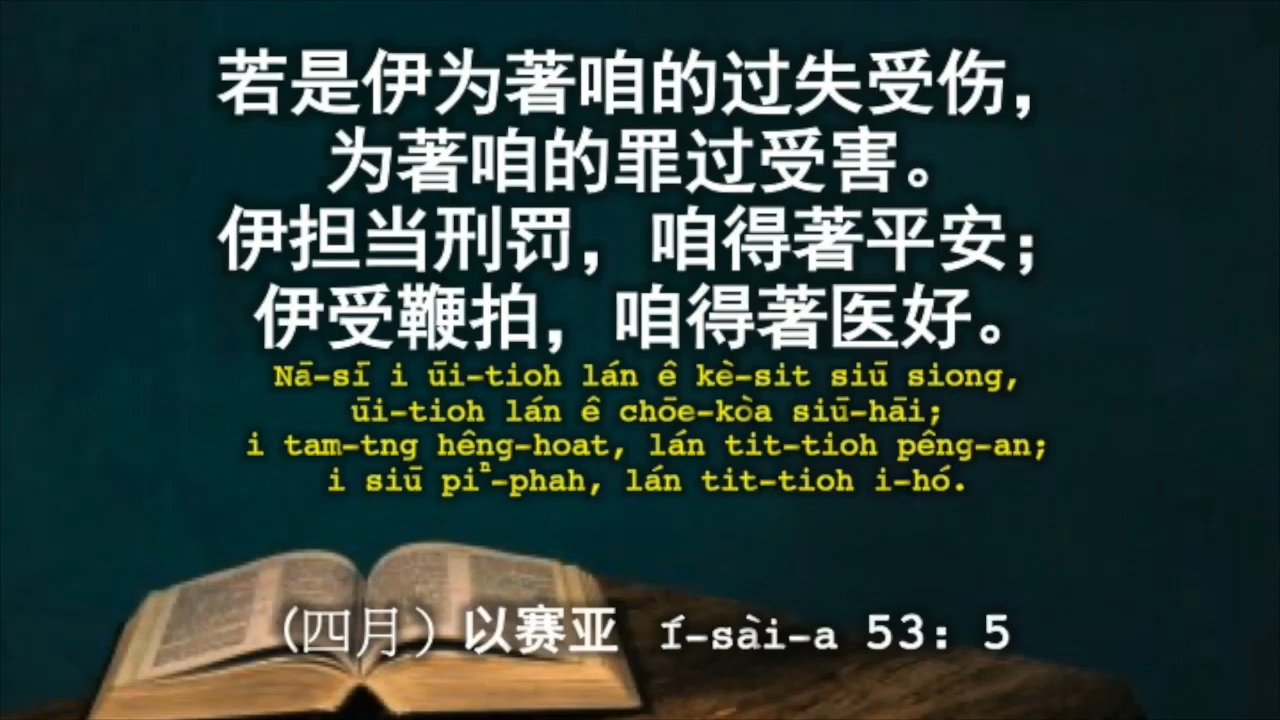 若是伊为著咱的过失受伤，
为著咱的罪过受害。
伊担当刑罚，咱得著平安；
伊受鞭拍，咱得著医好。
Nā-sī i ūi-tioh lán ê kè-sit siū siong,
ūi-tioh lán ê chōe-kòa siū-hāi;
i tam-tng hêng-hoat, lán tit-tioh pêng-an;
i siū piⁿ-phah, lán tit-tioh i-hó.
(四月）以赛亚 Í-sài-a 53: 5